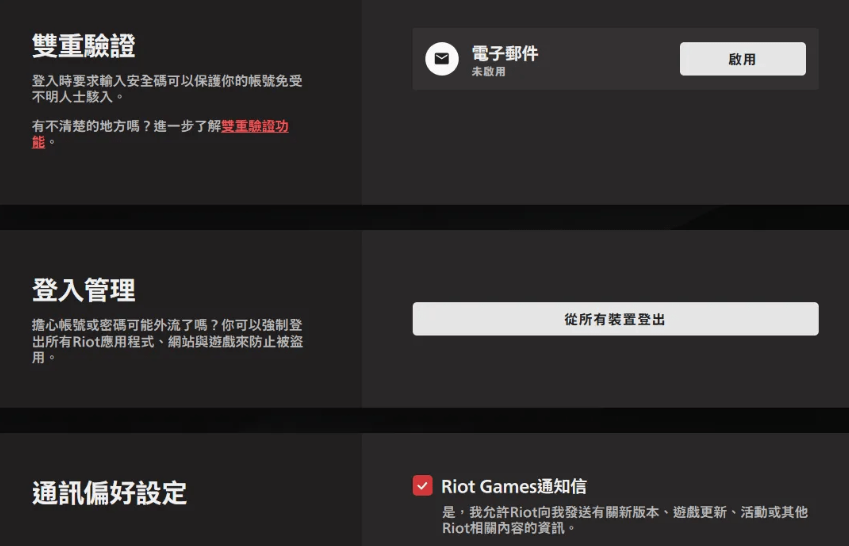 雙重驗證
登入時要求輸入安全碼可以保護你的帳號免受
不明人士駭入。
有不清楚的地方嗎？進一步了解雙重驗證功
能。
電子郵件
未啟用
啟用
登入管理
擔心帳號或密碼可能外流了嗎？你可以強制登
出所有Riot應用程式、網站與遊戲來防止被盜
用。
從所有裝置登出
通訊偏好設定
Riot Games通知信
是，我允許Riot向我發送有關新版本、遊戲更新、活動或其他
Riot相關內容的資訊。